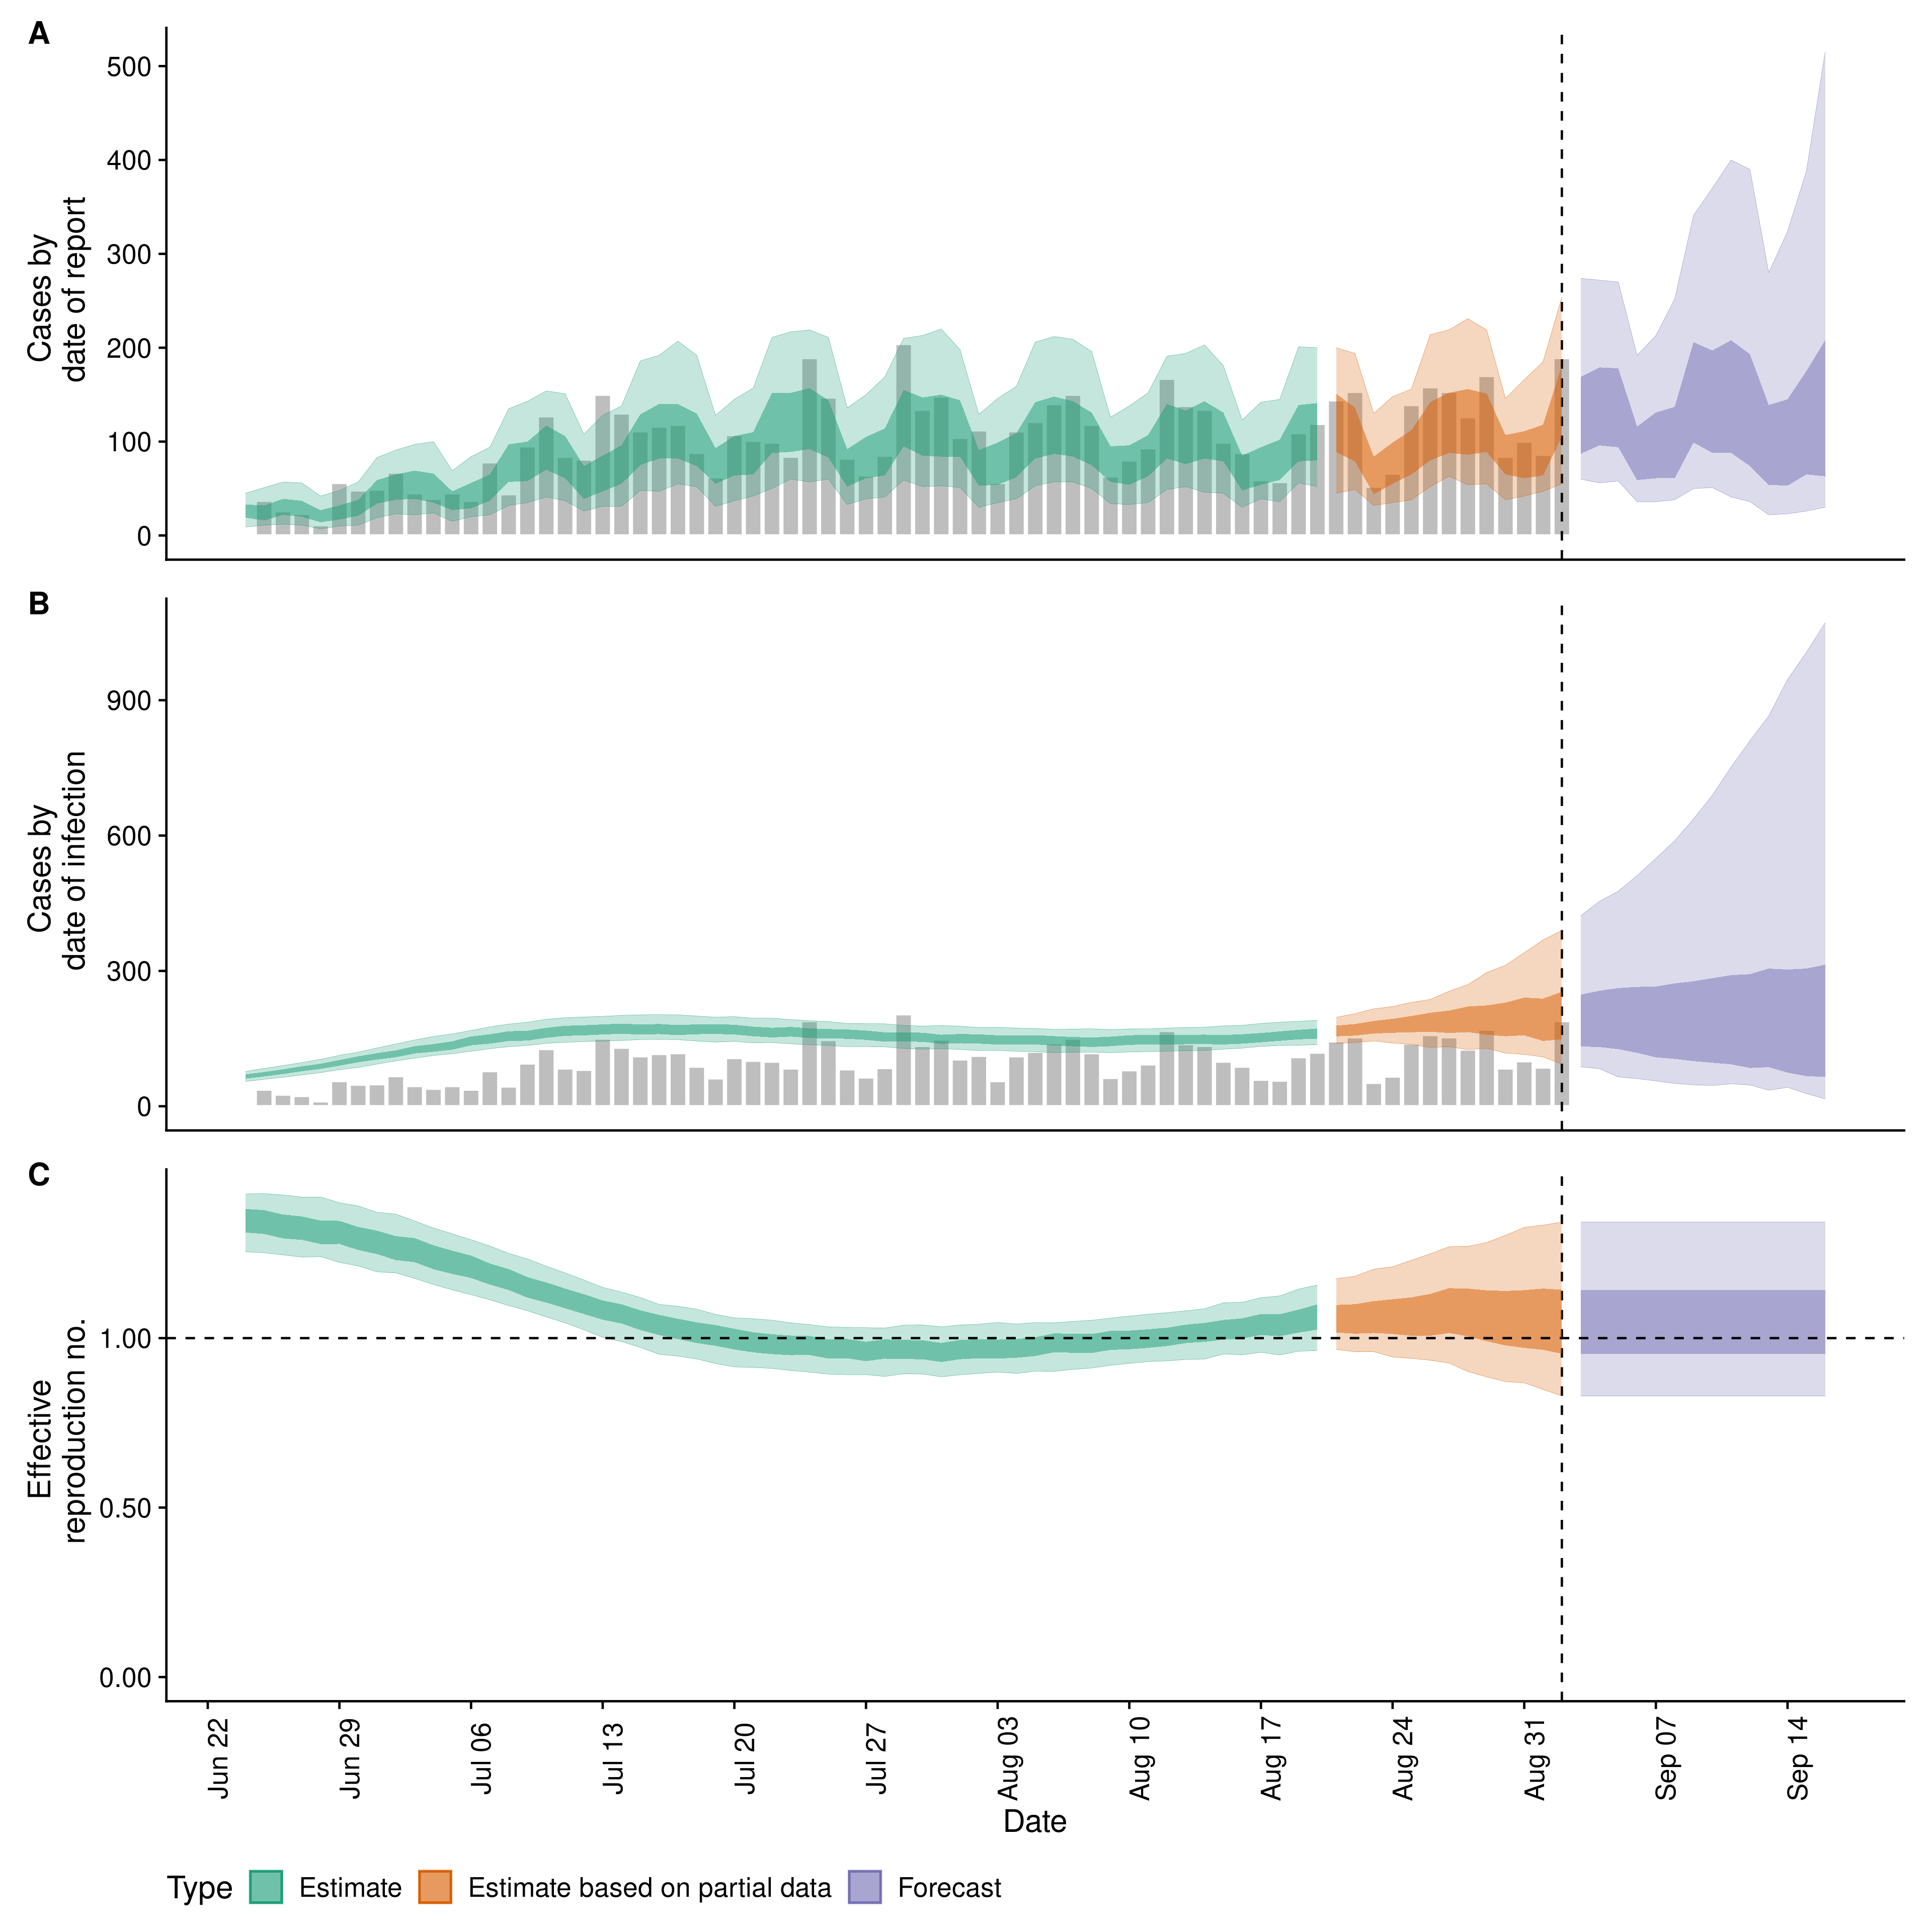 A
500
400
300
200
100
0
Cases by
date of report
B
900
600
300
0
Cases by
date of infection
C
1.00
0.50
0.00
Effective
reproduction no.
Jun 22
Jun 29
Jul 06
Jul 13
Jul 20
Jul 27
Aug 03
Aug 10
Aug 17
Aug 24
Aug 31
Sep 07
Sep 14
Date
Type Estimate Estimate based on partial data Forecast